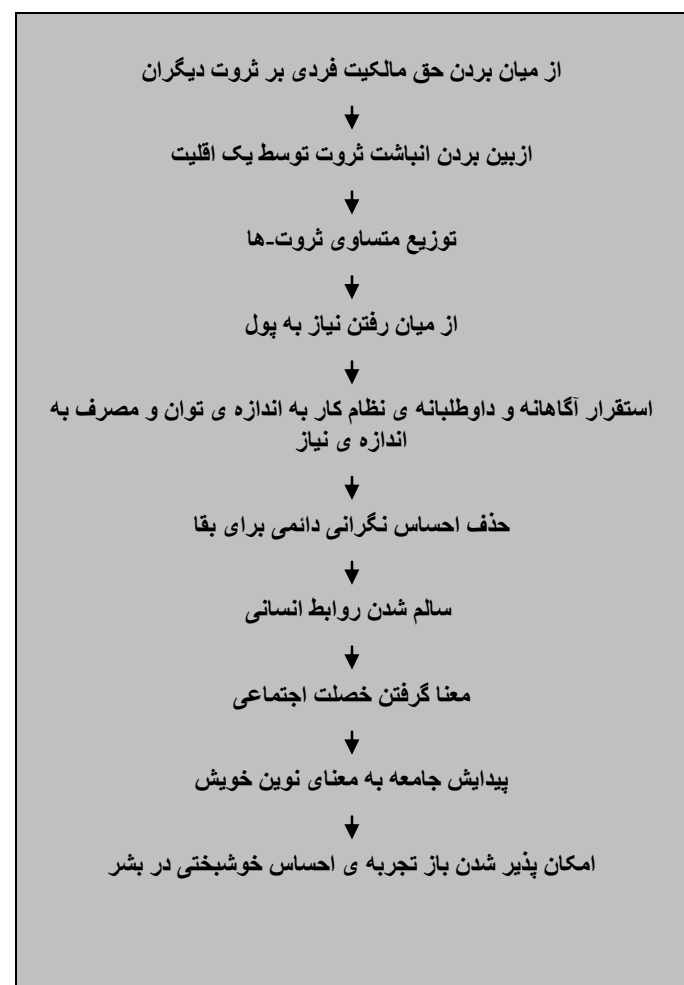 از میان بردن حق مالکیت فردی بر ثروت دیگران
ازبین بردن انباشت ثروت توسط یک اقلیت
توزیع متساوی ثروت-ها
از میان رفتن نیاز به پول
استقرار آگاهانه و داوطلبانه ی نظام کار به اندازه ی توان و مصرف به
اندازه ی نیاز
حذف احساس نگرانی دائمی برای بقا
سالم شدن روابط انسانی
معنا گرفتن خصلت اجتماعی
پیدایش جامعه به معنای نوین خویش
امکان پذیر شدن باز تجربه ی احساس خوشبختی در بشر